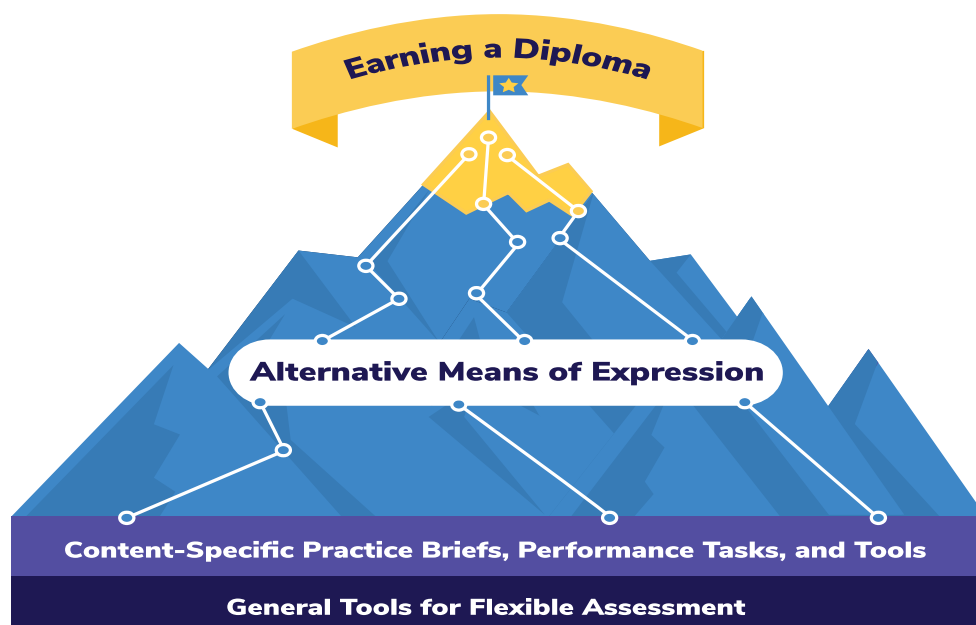 Earning a Diploma
Alternative Means of Expression
Content-Specific Practice Briefs, Performance Tasks, and Tools
General Tools for Flexible Assessment